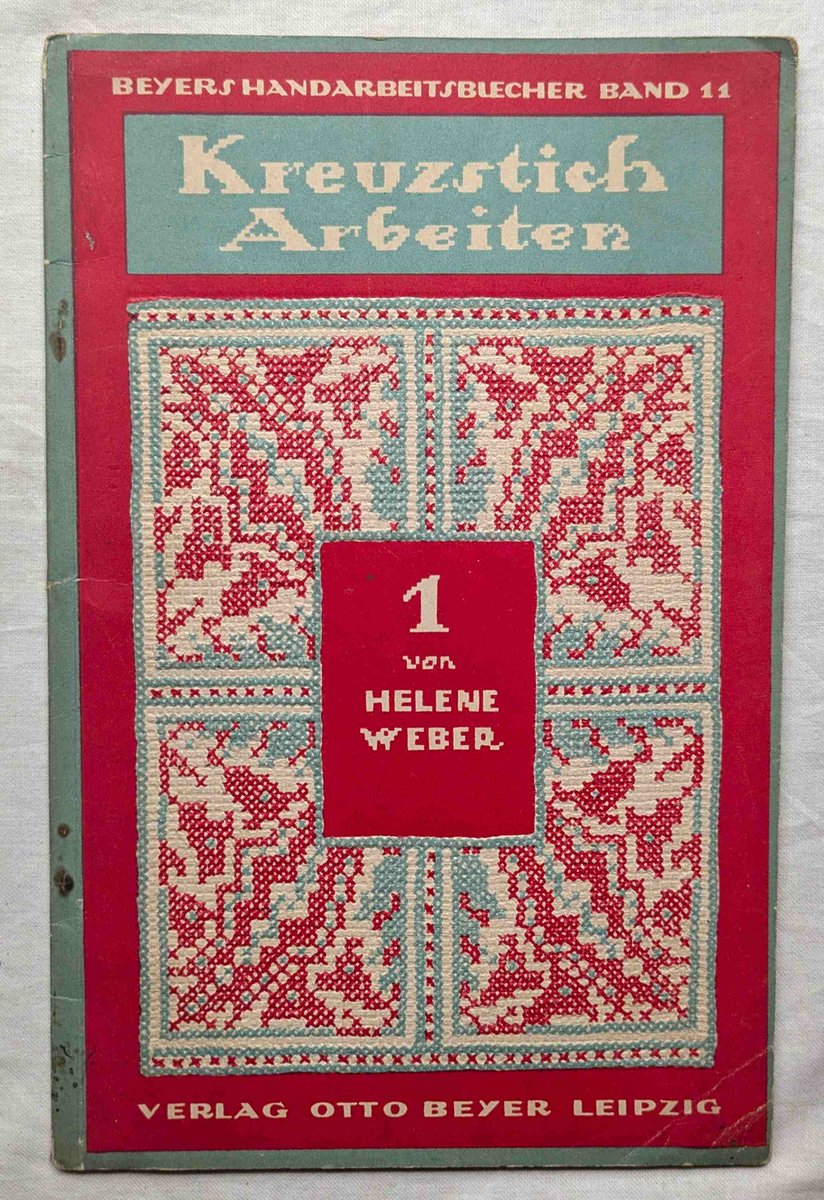 BEYERS HANDARBEITSBUECHER BAND 11
Kreuzstich
Arbeiten
1
von
HELENE
WEBER
VERLAG OTTO BEYER LEIPZIG